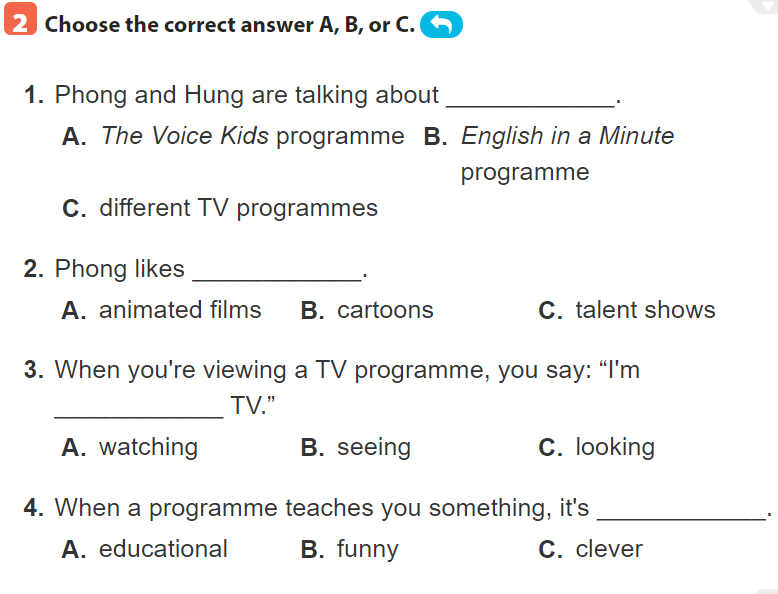 2 Choose the correct answer A, B, or C.
1. Phong and Hung are talking about ____________.
A. The Voice Kids programme B. English in a Minute
programme
C. different TV programmes
2. Phong likes ____________.
A. animated films B. cartoons C. talent shows
3. When you're viewing a TV programme, you say: “I'm
____________ TV.”
A. watching B. seeing C. looking
4. When a programme teaches you something, it's ____________.
A. educational B. funny C. clever